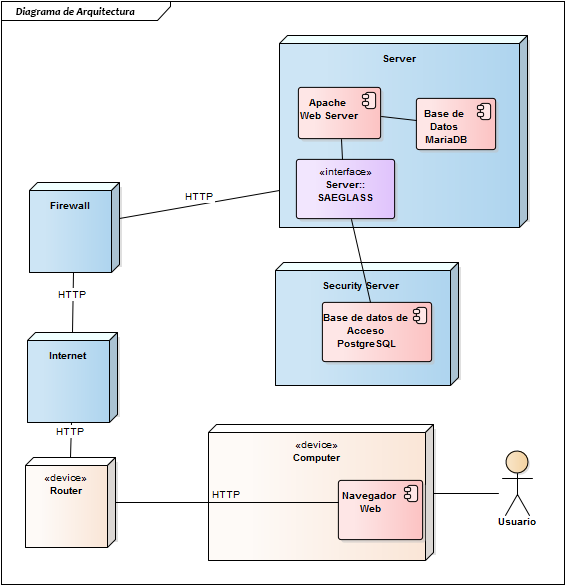 Diagrama de Arquitectura
Server
Apache
Web Server
Base de
Datos
MariaDB
«interface»
Server::
SAEGLASS
HTTP
Firewall
Security Server
Base de datos de
Acceso
PostgreSQL
HTTP
Internet
HTTP
«device»
Router
«device»
Computer
HTTP
Navegador
Web
Usuario